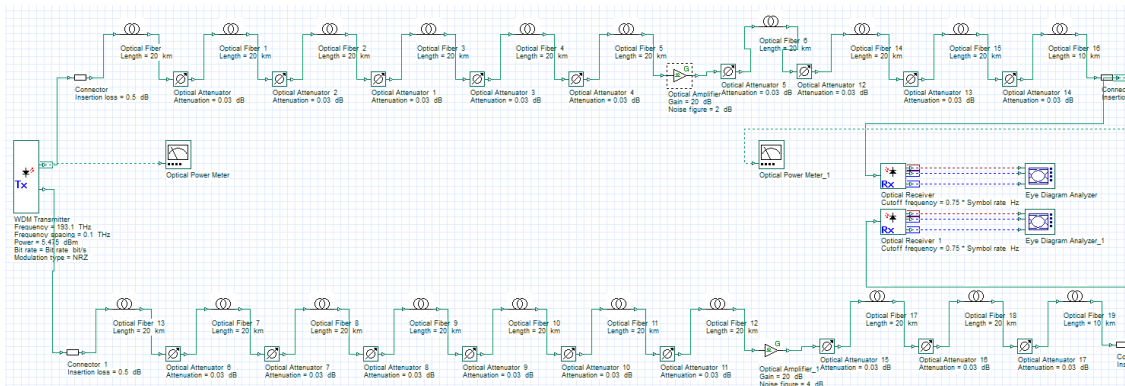 Optical Fiber
Length = 20 km
Optical Fiber 1
Length = 20 km
Optical Fiber 2
Length = 20 km
Optical Fiber 3
Length = 20 km
Optical Fiber 4
Length = 20 km
Optical Fiber 5
Length = 20 km
Optical Fiber 6
Length = 20 km
Optical Fiber 14
Length = 20 km
Optical Fiber 15
Length = 20 km
Optical Fiber 16
Length = 10 km
Connector
Insertion loss = 0.5 dB
Optical Attenuator
Attenuation = 0.03 dB
Optical Attenuator 2
Attenuation = 0.03 dB
Optical Attenuator 1
Attenuation = 0.03 dB
Optical Attenuator 3
Attenuation = 0.03 dB
Optical Attenuator 4
Attenuation = 0.03 dB
G
Optical Amplifier
Gain = 20 dB
Noise figure = 2 dB
Optical Attenuator 5
Attenuation = 0.03 dB
Optical Attenuator 12
Attenuation = 0.03 dB
Optical Attenuator 13
Attenuation = 0.03 dB
Optical Attenuator 14
Attenuation = 0.03 dB
Connec
Insertio
Tx
WDM Transmitter
Frequency = 193.1 THz
Frequency spacing = 0.1 THz
Power = 5.475 dBm
Bit rate = Bit rate bit/s
Modulation type = NRZ
Optical Power Meter
Optical Power Meter_1
Rx
Optical Receiver
Cutoff frequency = 0.75 * Symbol rate Hz
Eye Diagram Analyzer
Rx
Optical Receiver 1
Cutoff frequency = 0.75 * Symbol rate Hz
Eye Diagram Analyzer_1
Optical Fiber 13
Length = 20 km
Optical Fiber 7
Length = 20 km
Optical Fiber 8
Length = 20 km
Optical Fiber 9
Length = 20 km
Optical Fiber 10
Length = 20 km
Optical Fiber 11
Length = 20 km
Optical Fiber 12
Length = 20 km
Optical Fiber 17
Length = 20 km
Optical Fiber 18
Length = 20 km
Optical Fiber 19
Length = 10 km
Connector 1
Insertion loss = 0.5 dB
Optical Attenuator 6
Attenuation = 0.03 dB
Optical Attenuator 7
Attenuation = 0.03 dB
Optical Attenuator 8
Attenuation = 0.03 dB
Optical Attenuator 9
Attenuation = 0.03 dB
Optical Attenuator 10
Attenuation = 0.03 dB
Optical Attenuator 11
Attenuation = 0.03 dB
G
Optical Amplifier_1
Gain = 20 dB
Noise figure = 4 dB
Optical Attenuator 15
Attenuation = 0.03 dB
Optical Attenuator 16
Attenuation = 0.03 dB
Optical Attenuator 17
Attenuation = 0.03 dB
Co
Ins